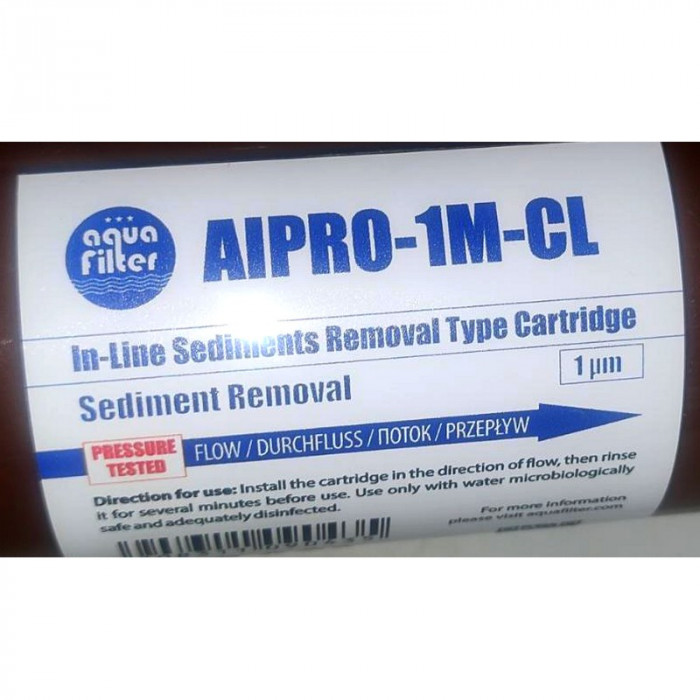 ★★★
aqua
filter
AIPRO-1M-CL
In-Line Sediments Removal Type Cartridge
1 µm
Sediment Removal
PRESSURE
TESTED
FLOW / DURCHFLUSS / ПОТОК / PRZEPŁYW
Direction for use: Install the cartridge in the direction of flow, then rinse
it for several minutes before use. Use only with water microbiologically
safe and adequately disinfected.
For more information
please visit aquafilter.com